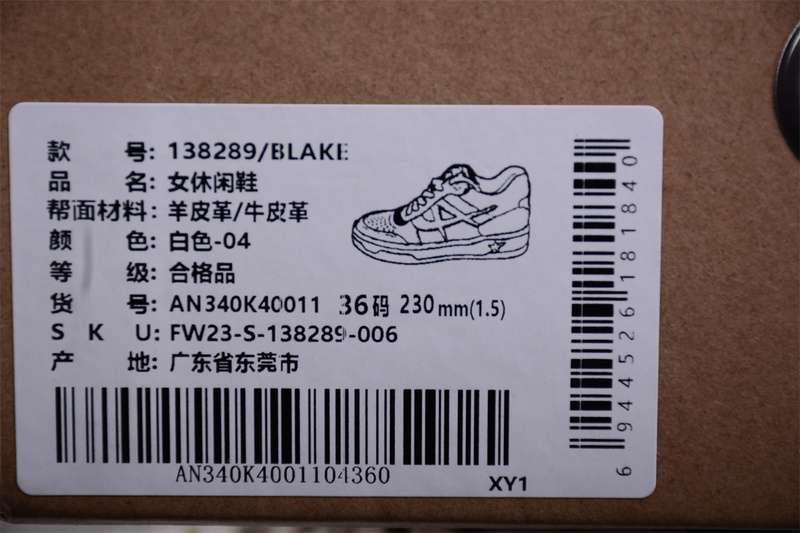 款 号: 138289/BLAKE
品 名: 女休闲鞋
帮面材料: 羊皮革/牛皮革
颜 色: 白色-04
等 级: 合格品
货 号: AN340K40011 36码 230mm(1.5)
S K U: FW23-S-138289-006
产 地: 广东省东莞市
AN340K4001104360
XY1
6944526181840